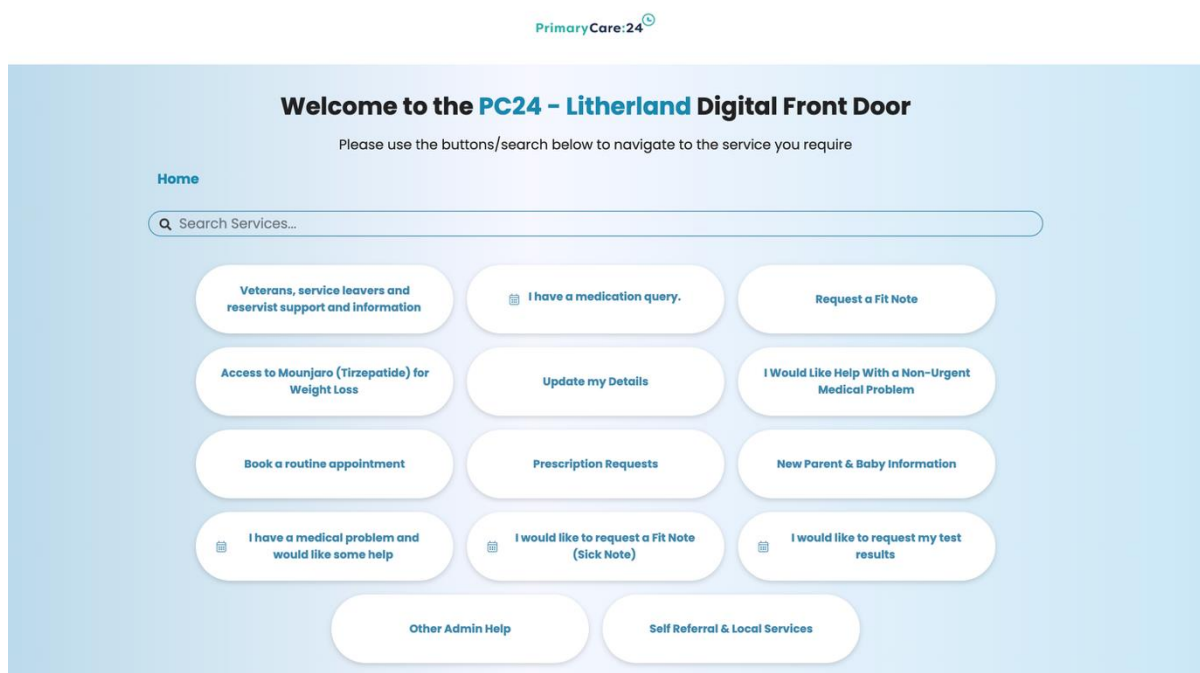 PrimaryCare:24
Welcome to the PC24 - Litherland Digital Front Door
Please use the buttons/search below to navigate to the service you require
Home
Search Services...
Veterans, service leavers and
reservist support and information
I have a medication query.
Request a Fit Note
Access to Mounjaro (Tirzepatide) for
Weight Loss
Update my Details
I Would Like Help With a Non-Urgent
Medical Problem
Book a routine appointment
Prescription Requests
New Parent & Baby Information
I have a medical problem and
would like some help
I would like to request a Fit Note
(Sick Note)
I would like to request my test
results
Other Admin Help
Self Referral & Local Services